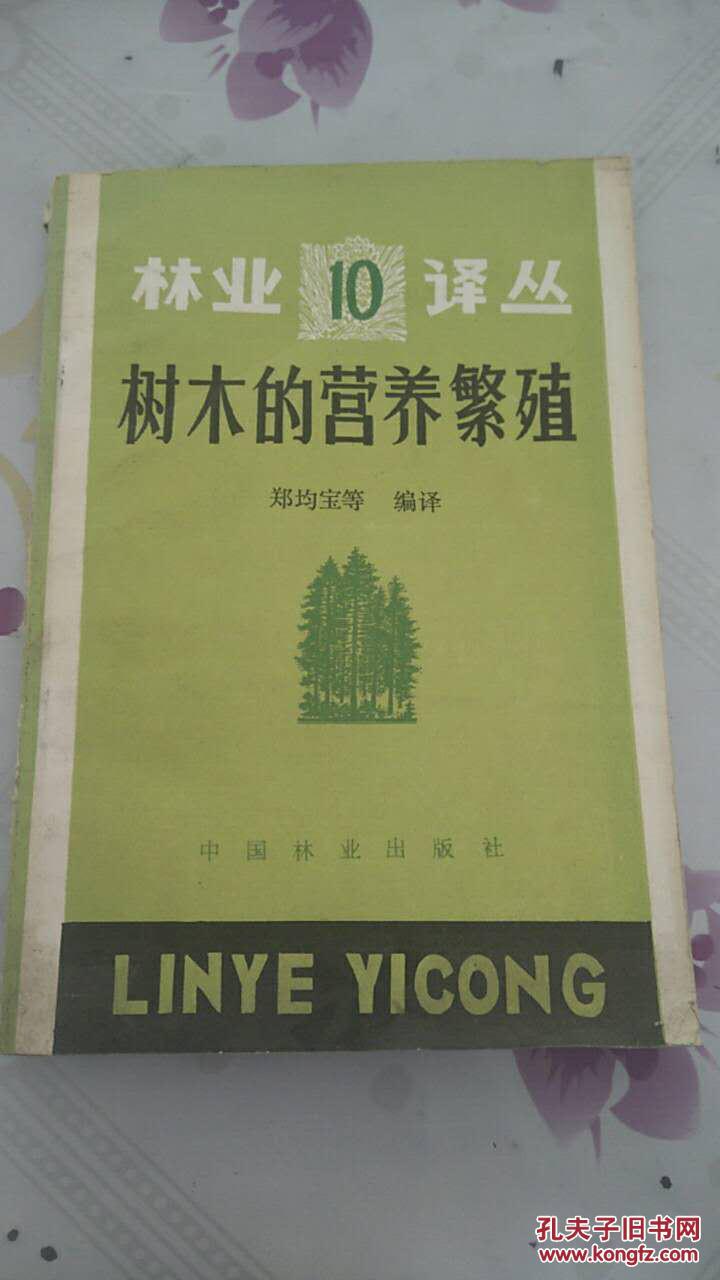 林业 10 译丛
树木的营养繁殖
郑均宝等 编译
中国林业出版社
LINYE YICONG
孔夫子旧书网
www.kongfz.com